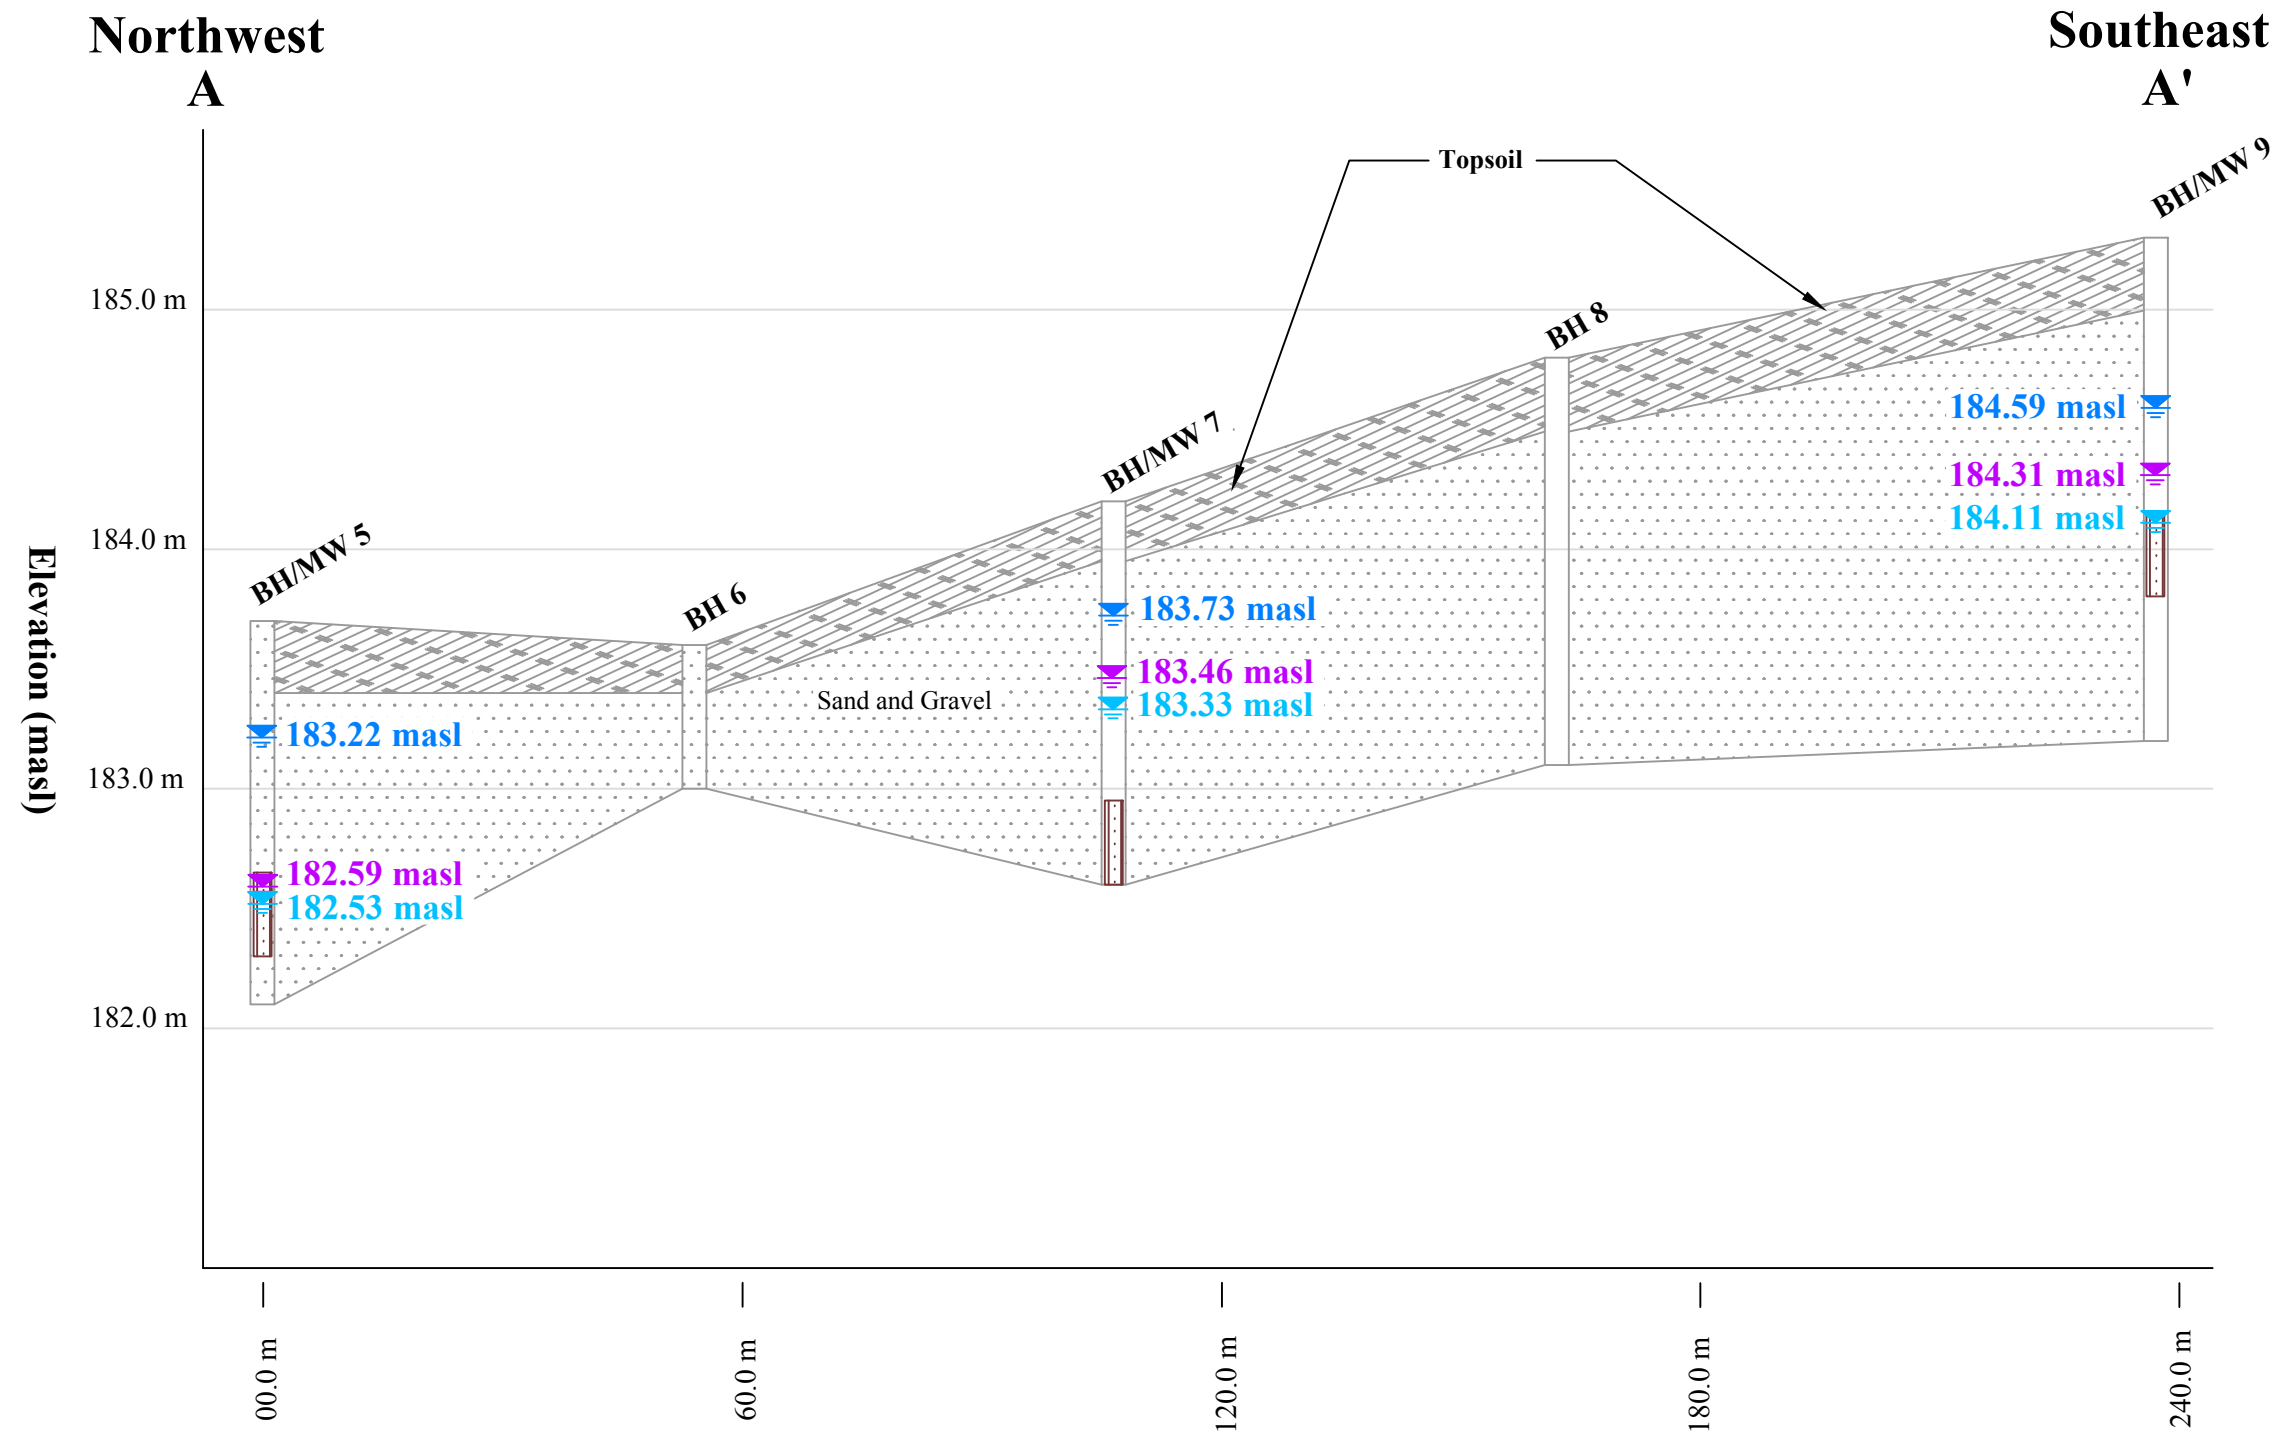 Northwest
A
Southeast
A'
Topsoil
BH/MW 9
185.0 m
BH 8
184.59 masl
BH/MW 7
184.31 masl
184.11 masl
184.0 m
BH/MW 5
BH 6
183.73 masl
183.46 masl
183.33 masl
Sand and Gravel
183.22 masl
183.0 m
Elevation (masl)
182.59 masl
182.53 masl
182.0 m
00.0 m
60.0 m
120.0 m
180.0 m
240.0 m